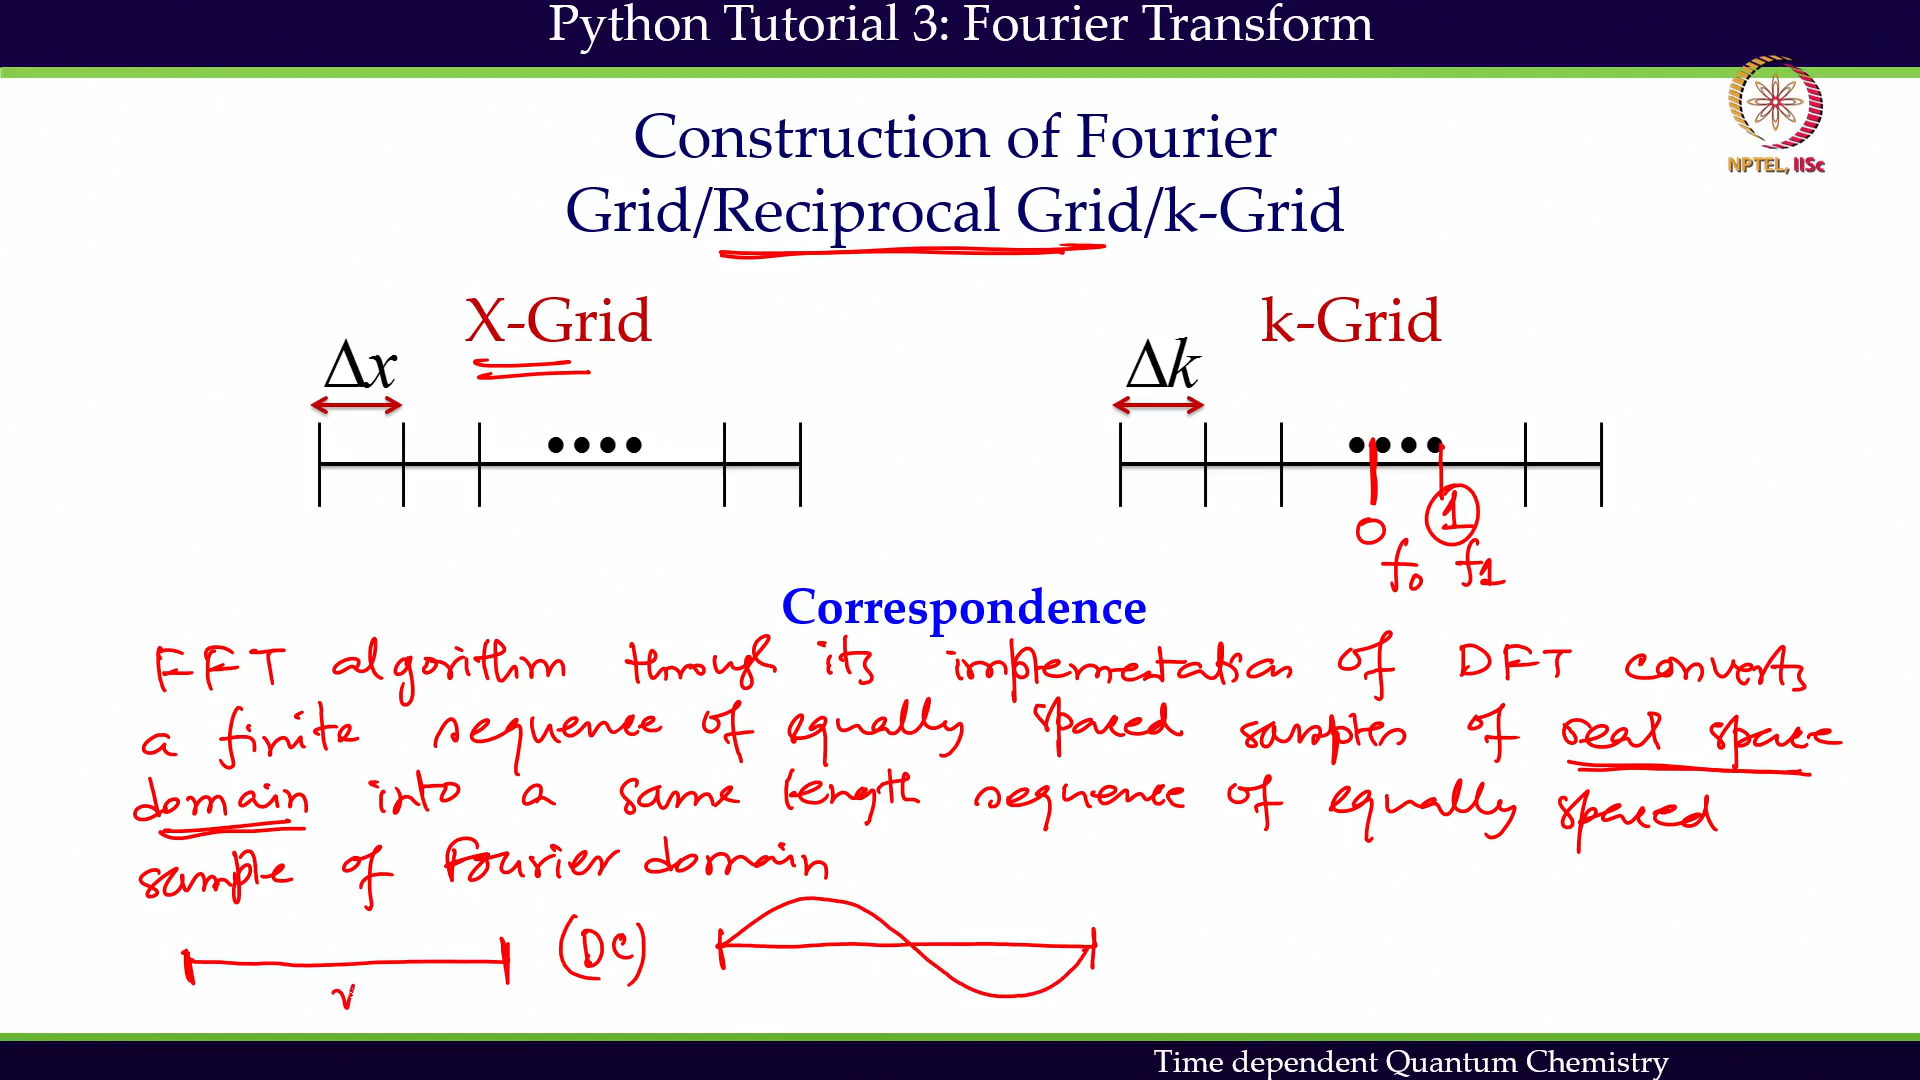 Python Tutorial 3: Fourier Transform
NPTEL, IISc
Construction of Fourier
Grid/Reciprocal Grid/k-Grid
X-Grid
k-Grid
Δx
Δk
0
1
f₀ f₁
Correspondence
FFT algorithm through its implementation of DFT converts
a finite sequence of equally spaced samples of real space
domain into a same length sequence of equally spaced
sample of Fourier domain
(DC)
Time dependent Quantum Chemistry